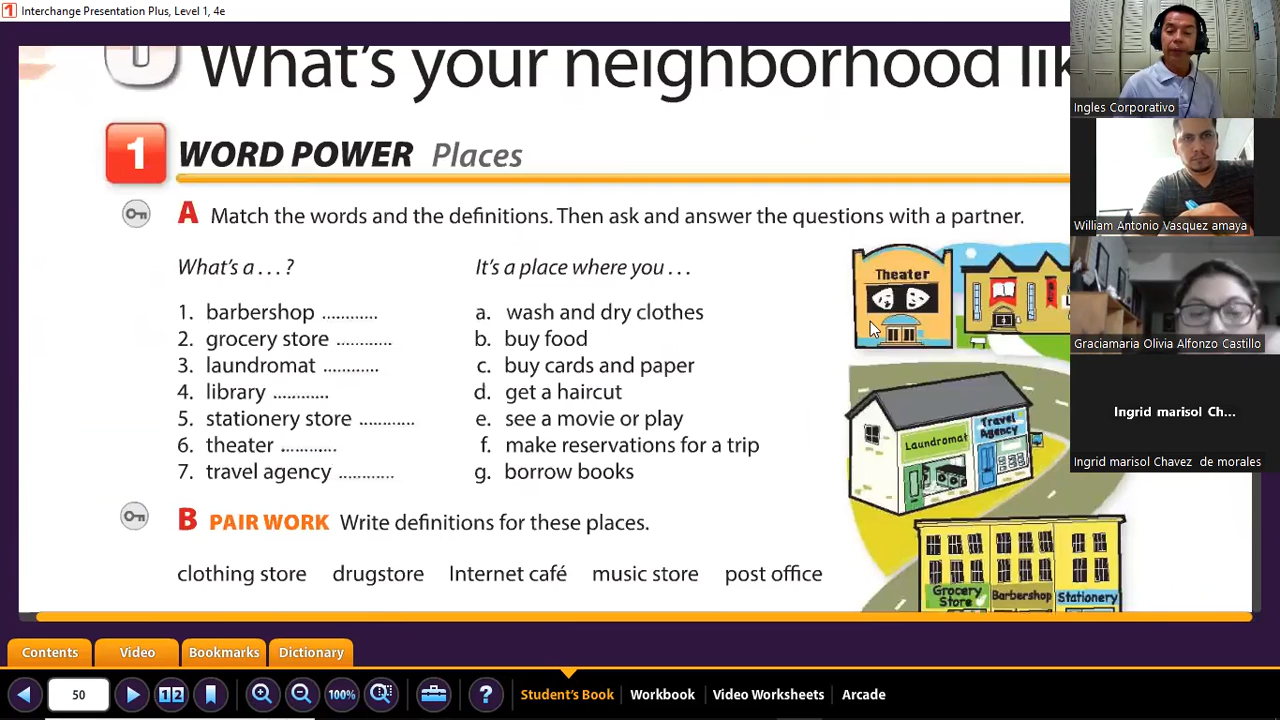 Interchange Presentation Plus, Level 1, 4e
What's your neighborhood
1 WORD POWER Places
A Match the words and the definitions. Then ask and answer the questions with a partner.
What's a . . . ? It's a place where you . . .
1. barbershop ............ a. wash and dry clothes
2. grocery store ............ b. buy food
3. laundromat ............ c. buy cards and paper
4. library ............ d. get a haircut
5. stationery store ............ e. see a movie or play
6. theater ............ f. make reservations for a trip
7. travel agency ............ g. borrow books
B PAIR WORK Write definitions for these places.
clothing store drugstore Internet café music store post office
Theater
Laundromat
Travel
Agency
Grocery
Store
Barbershop
Stationery
Ingles Corporativo
William Antonio Vasquez amaya
Graciamaria Olivia Alfonzo Castillo
Ingrid marisol Ch...
Ingrid marisol Chavez de morales
Contents Video Bookmarks Dictionary
50 1 2 100% ? Student's Book Workbook Video Worksheets Arcade